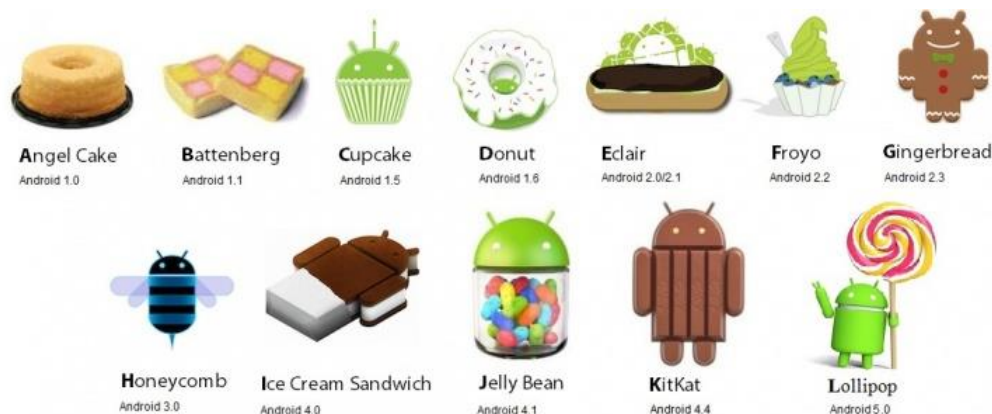 Angel Cake
Android 1.0
Battenberg
Android 1.1
Cupcake
Android 1.5
Donut
Android 1.6
Eclair
Android 2.0/2.1
Froyo
Android 2.2
Gingerbread
Android 2.3
Honeycomb
Android 3.0
Ice Cream Sandwich
Android 4.0
Jelly Bean
Android 4.1
KitKat
Android 4.4
Lollipop
Android 5.0